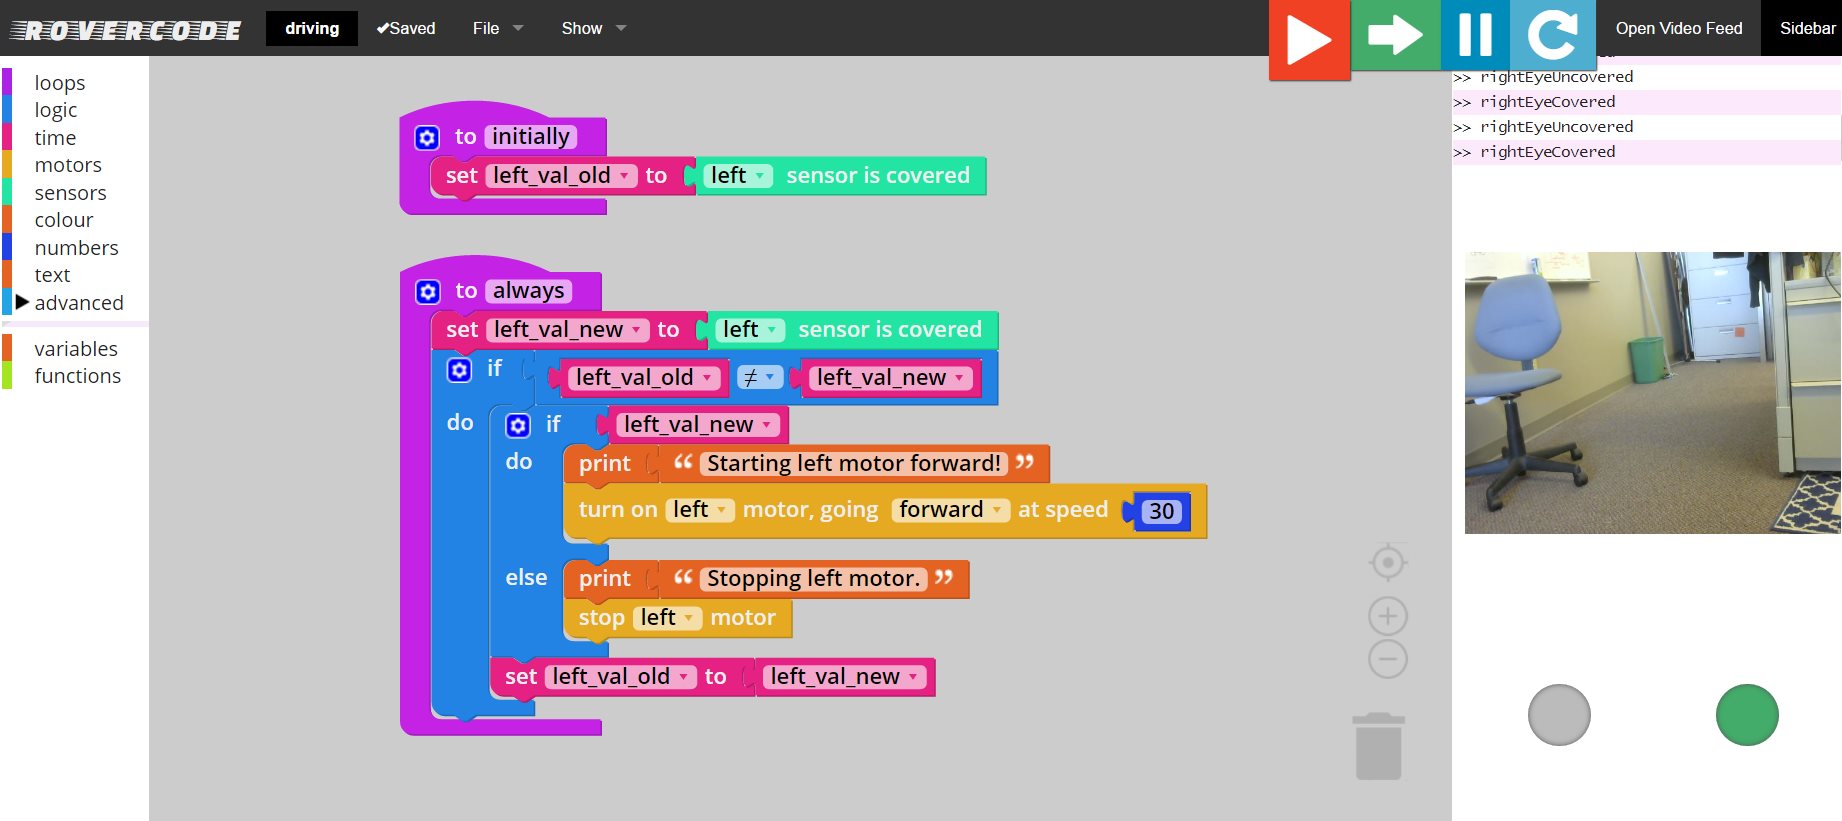 ROVERCODE driving ✔Saved File Show Open Video Feed Sidebar
loops
logic
time
motors
sensors
colour
numbers
text
advanced
variables
functions
to initially
set left_val_old to left sensor is covered
to always
set left_val_new to left sensor is covered
if left_val_old ≠ left_val_new
do if left_val_new
do print “ Starting left motor forward! ”
turn on left motor, going forward at speed 30
else print “ Stopping left motor. ”
stop left motor
set left_val_old to left_val_new
>> rightEyeUncovered
>> rightEyeCovered
>> rightEyeUncovered
>> rightEyeCovered